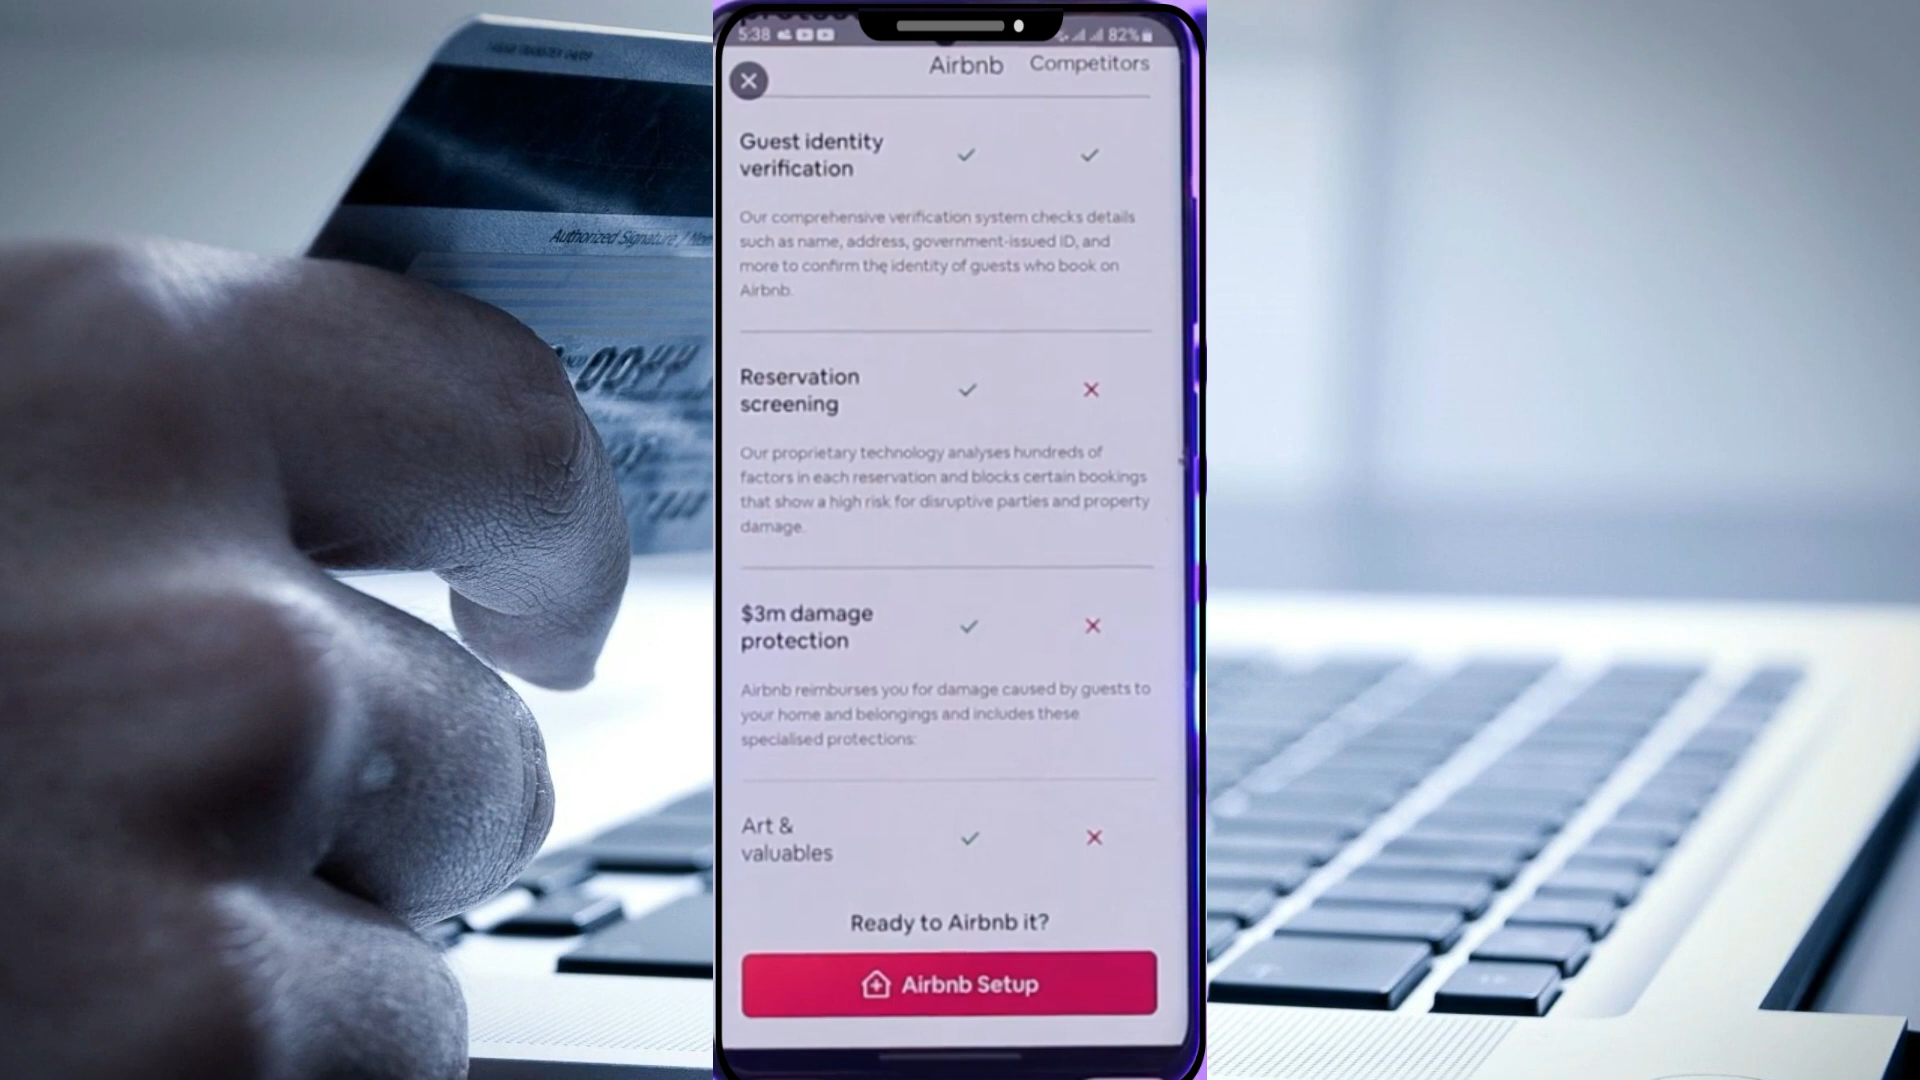 Authorized Signature /
0044
5:38
82%
Airbnb Competitors
Guest identity
verification
Our comprehensive verification system checks details
such as name, address, government-issued ID, and
more to confirm the identity of guests who book on
Airbnb.
Reservation
screening
Our proprietary technology analyses hundreds of
factors in each reservation and blocks certain bookings
that show a high risk for disruptive parties and property
damage.
$3m damage
protection
Airbnb reimburses you for damage caused by guests to
your home and belongings and includes these
specialised protections:
Art &
valuables
Ready to Airbnb it?
Airbnb Setup